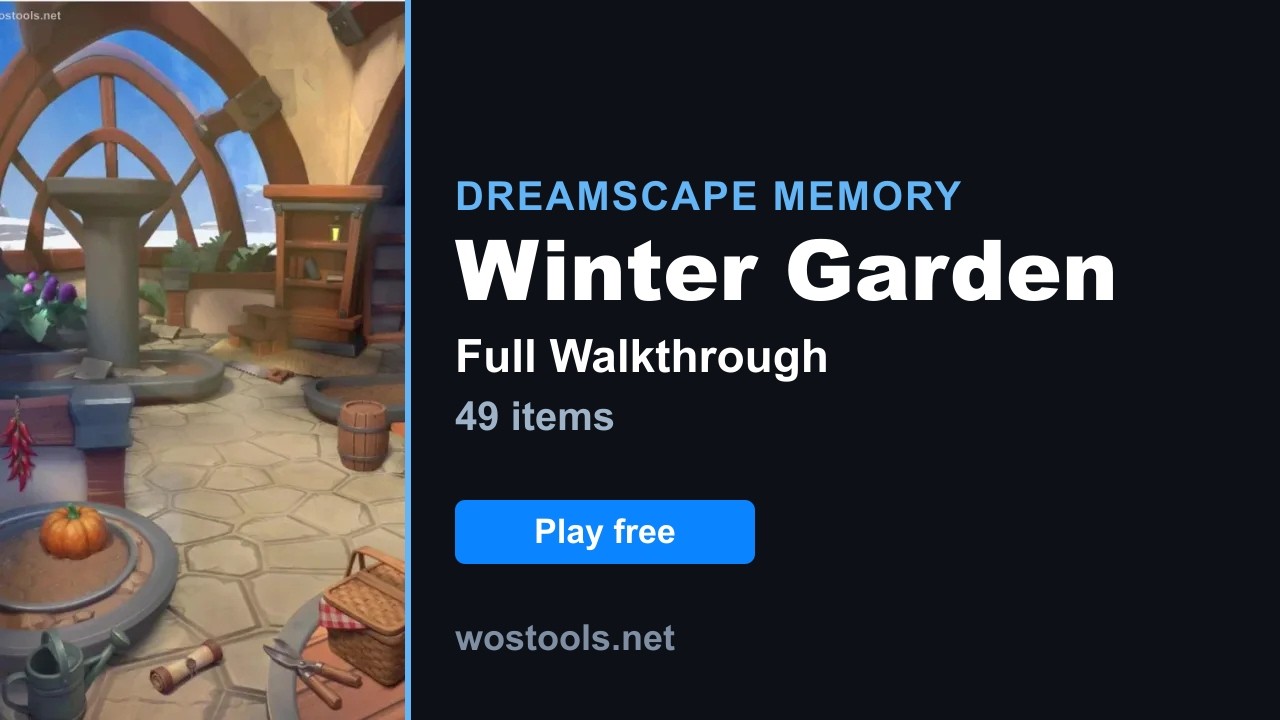 ostools.net
DREAMSCAPE MEMORY
Winter Garden
Full Walkthrough
49 items
Play free
wostools.net